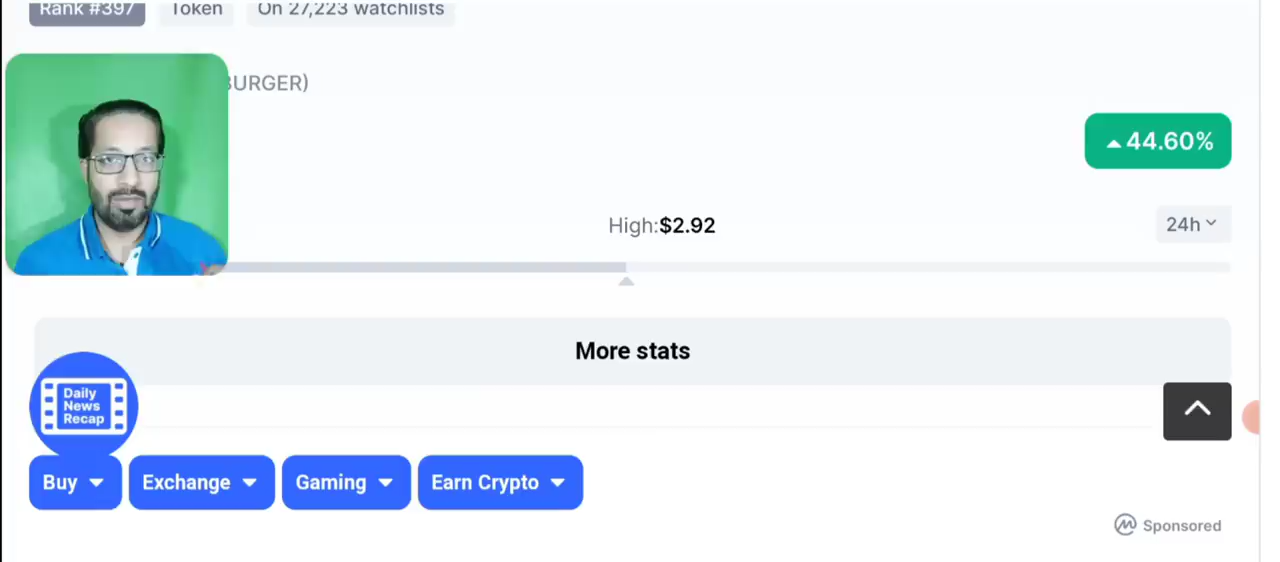 Rank #397 Token On 27,223 watchlists
BURGER)
44.60%
High:$2.92 24h
More stats
Daily
News
Recap
Buy Exchange Gaming Earn Crypto
Sponsored